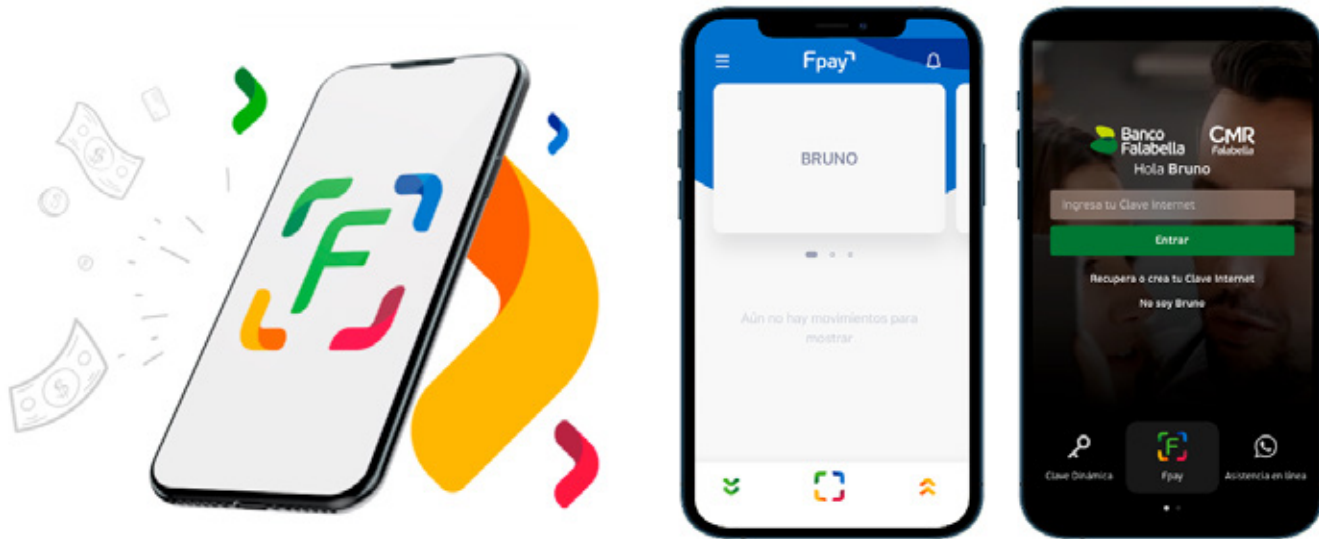 F
Fpay
BRUNO
Aún no hay movimientos para
mostrar
Banco
Falabella
CMR
Falabella
Hola Bruno
Ingresa tu Clave Internet
Entrar
Recupera o crea tu Clave Internet
No soy Bruno
Clave Dinámica
Fpay
Asistencia en línea